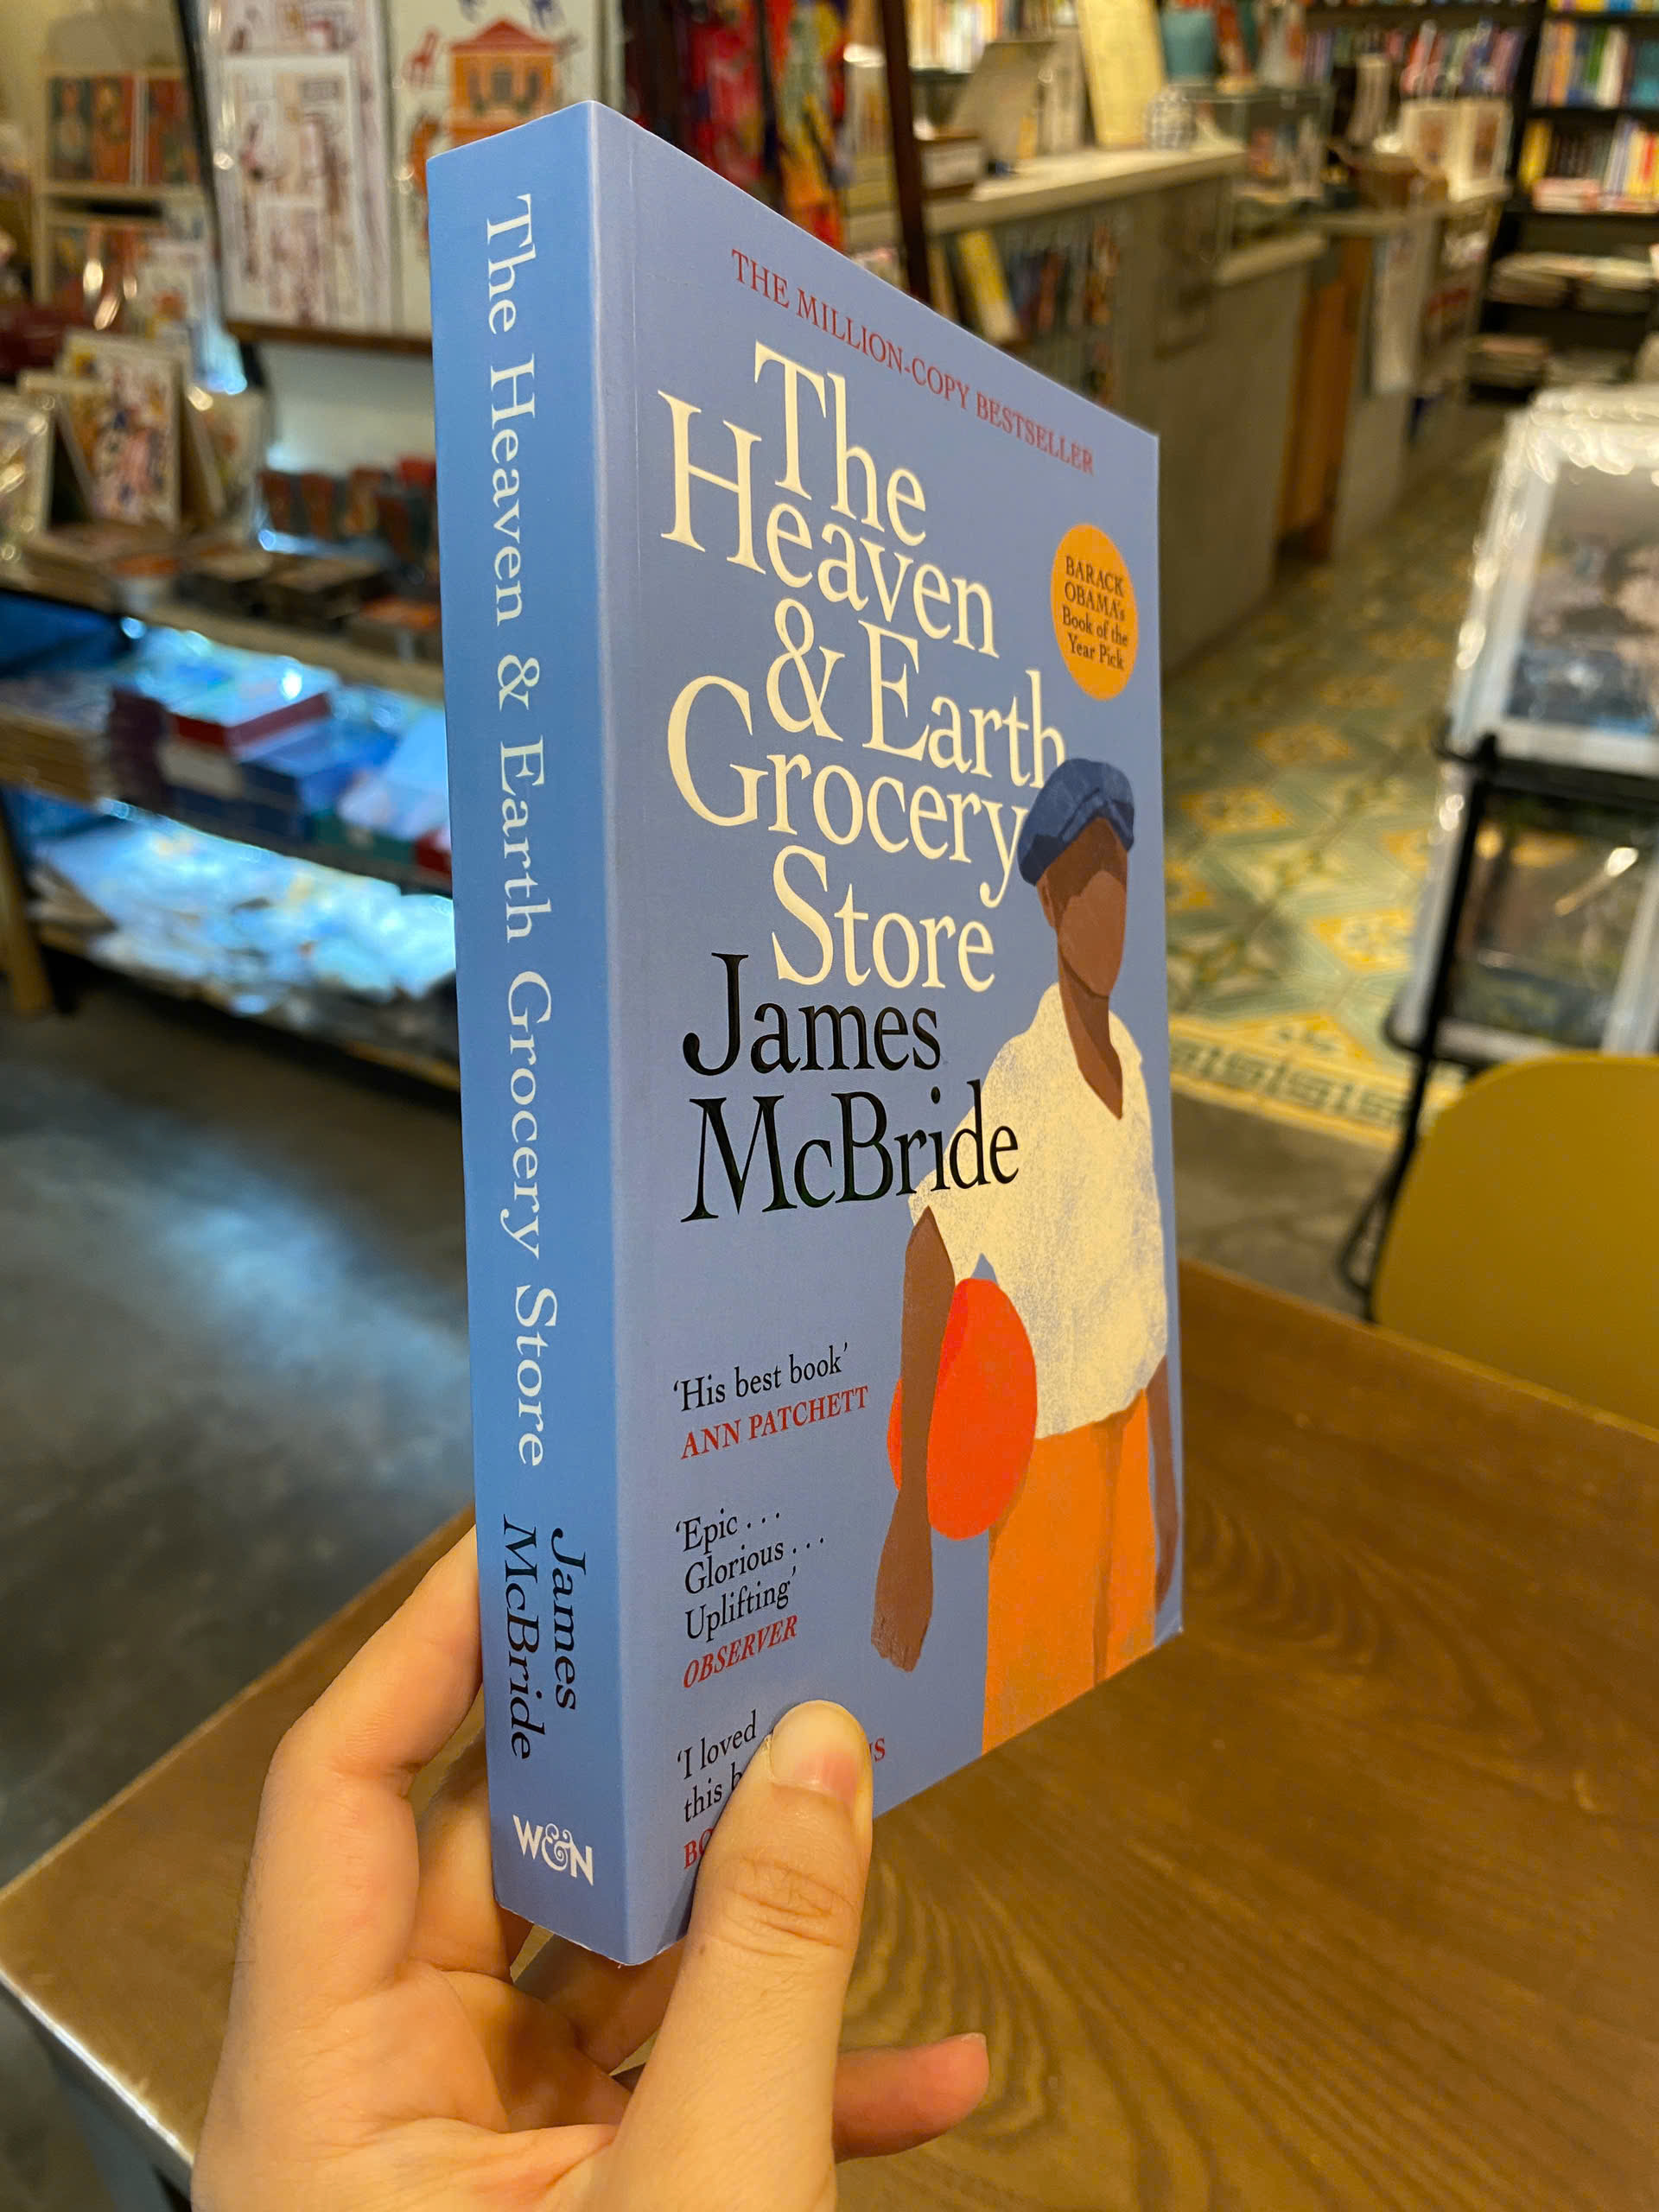 The Heaven & Earth Grocery Store
James
McBride
W&N
THE MILLION-COPY BESTSELLER
The
Heaven
& Earth
Grocery
Store
BARACK
OBAMA's
Book of the
Year Pick
James
McBride
‘His best book’
ANN PATCHETT
‘Epic . . .
Glorious . . .
Uplifting’
OBSERVER
‘I loved
this